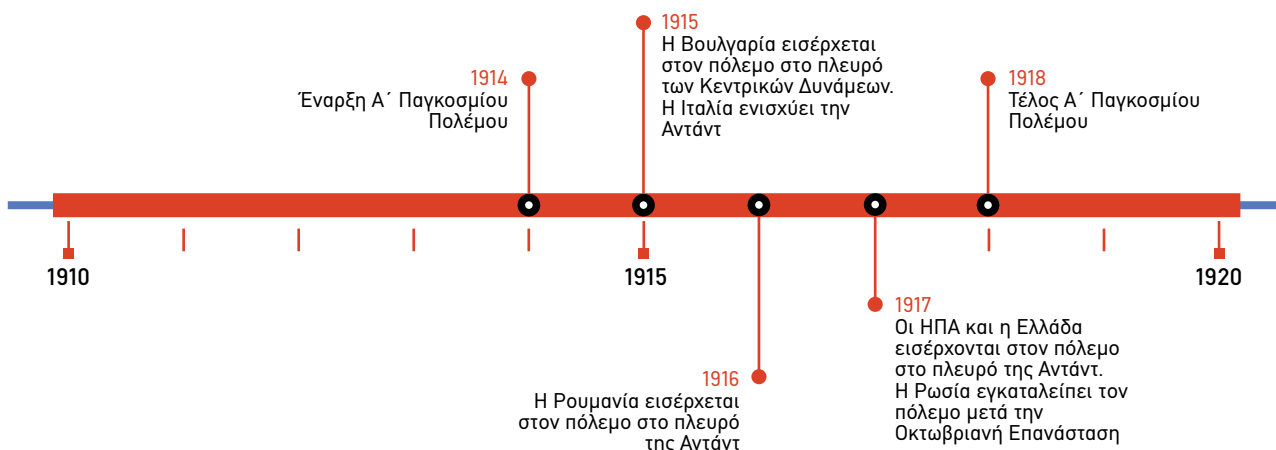 1914
Έναρξη Α΄ Παγκοσμίου
Πολέμου
1915
Η Βουλγαρία εισέρχεται
στον πόλεμο στο πλευρό
των Κεντρικών Δυνάμεων.
Η Ιταλία ενισχύει την
Αντάντ
1918
Τέλος Α΄ Παγκοσμίου
Πολέμου
1910
1915
1920
1916
Η Ρουμανία εισέρχεται
στον πόλεμο στο πλευρό
της Αντάντ
1917
Οι ΗΠΑ και η Ελλάδα
εισέρχονται στον πόλεμο
στο πλευρό της Αντάντ.
Η Ρωσία εγκαταλείπει τον
πόλεμο μετά την
Οκτωβριανή Επανάσταση